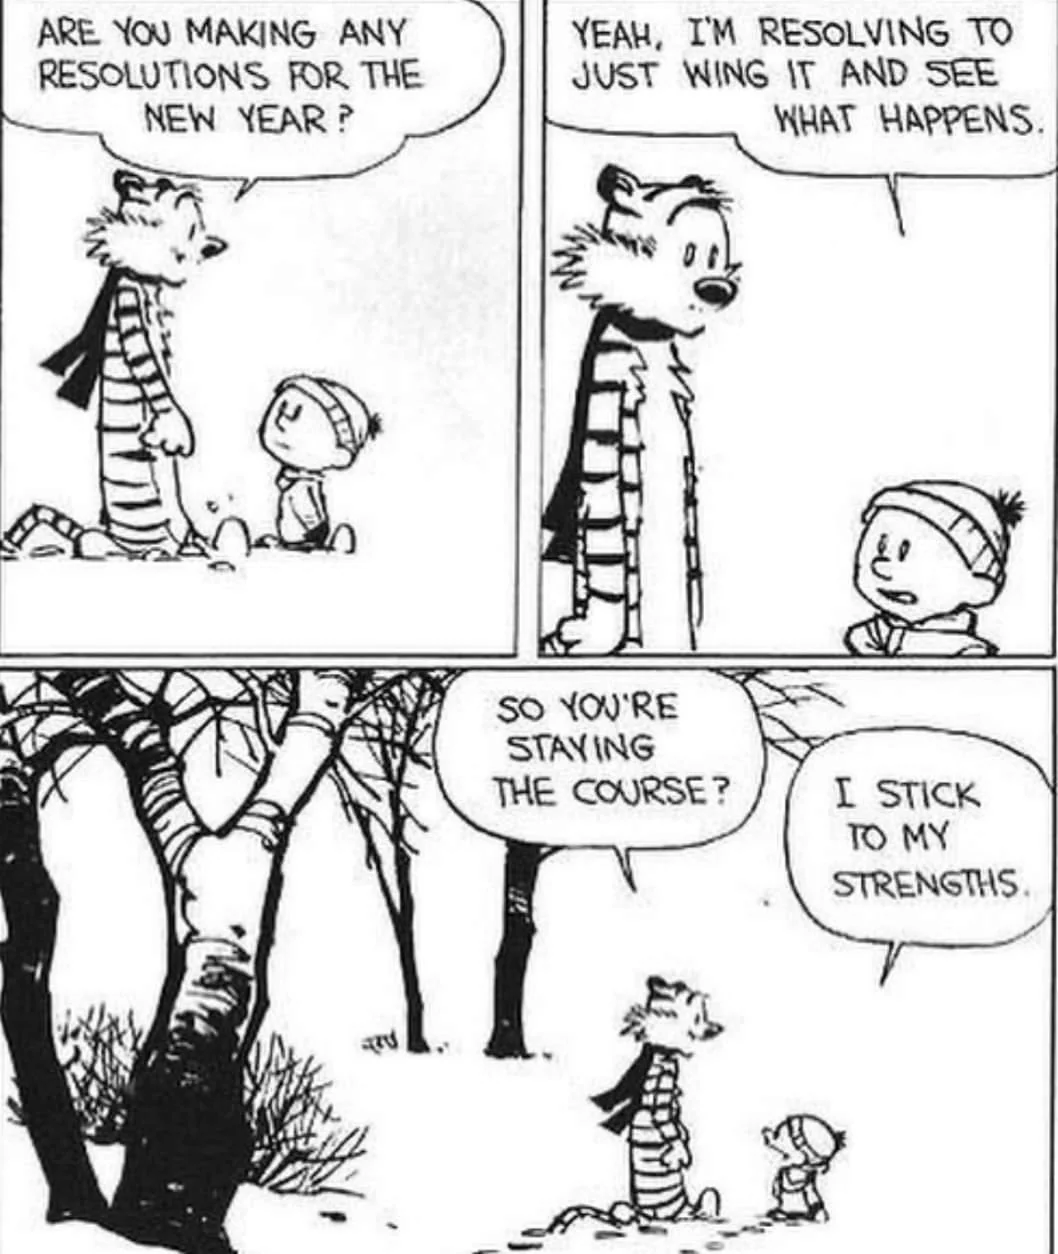 ARE YOU MAKING ANY
RESOLUTIONS FOR THE
NEW YEAR?
YEAH, I'M RESOLVING TO
JUST WING IT AND SEE
WHAT HAPPENS.
SO YOU'RE
STAYING
THE COURSE?
I STICK
TO MY
STRENGTHS.